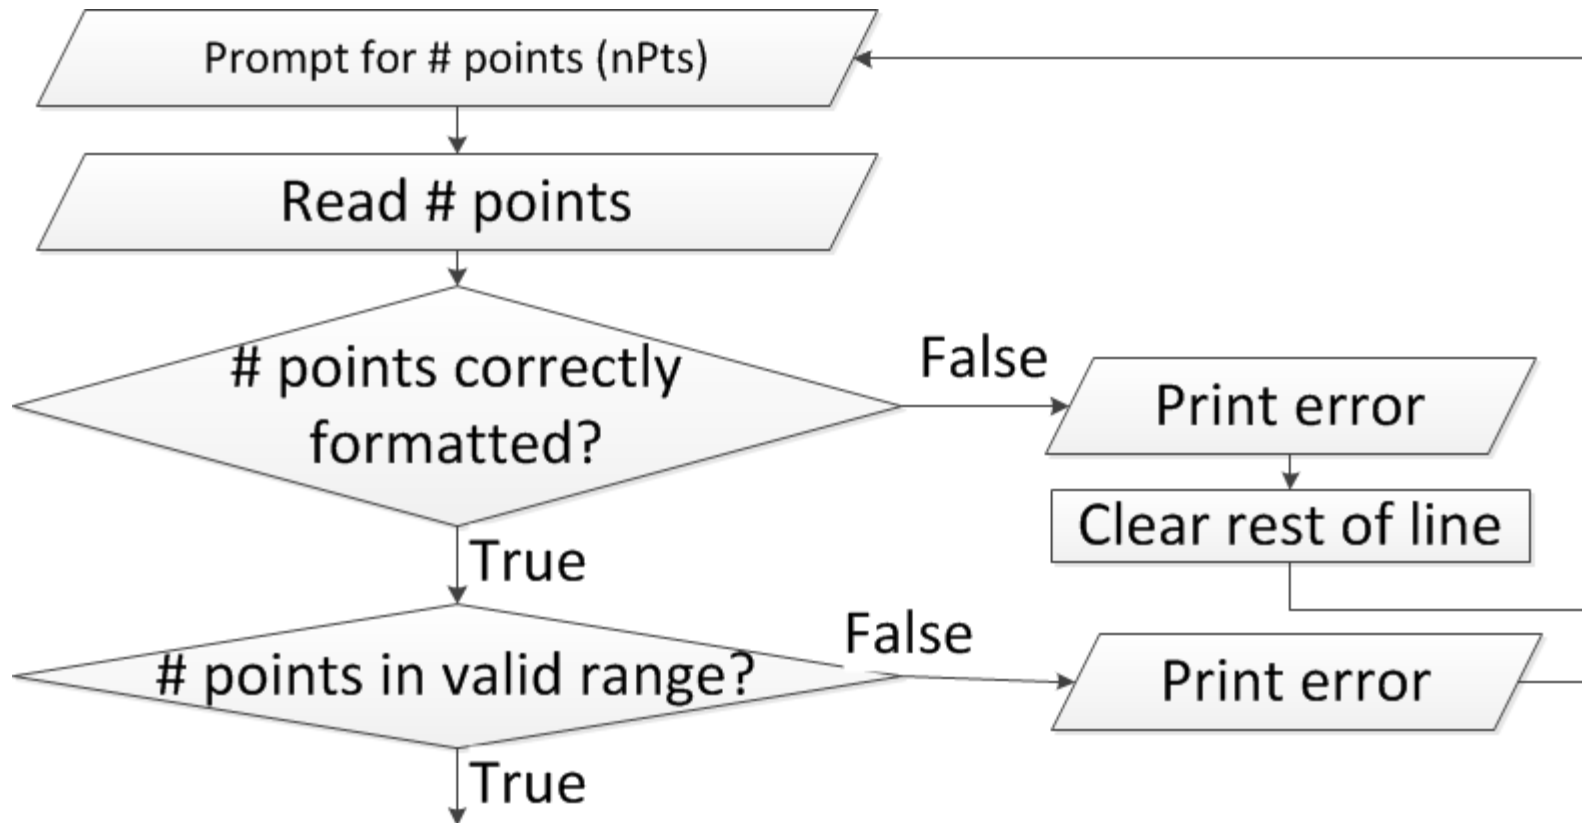 Prompt for # points (nPts)
Read # points
# points correctly
formatted?
False
Print error
Clear rest of line
True
# points in valid range?
False
Print error
True